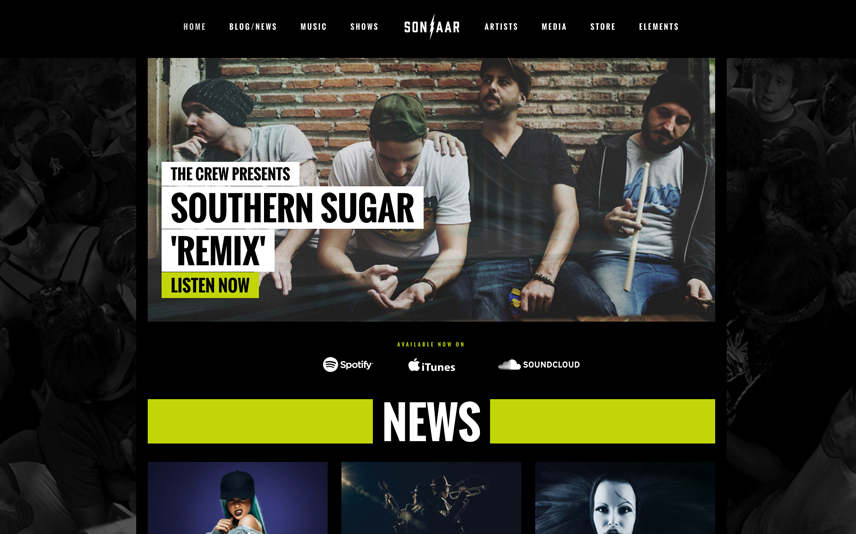 HOME BLOG/NEWS MUSIC SHOWS SONAAR ARTISTS MEDIA STORE ELEMENTS
THE CREW PRESENTS
SOUTHERN SUGAR
'REMIX'
LISTEN NOW
AVAILABLE NOW ON
Spotify iTunes SOUNDCLOUD
NEWS